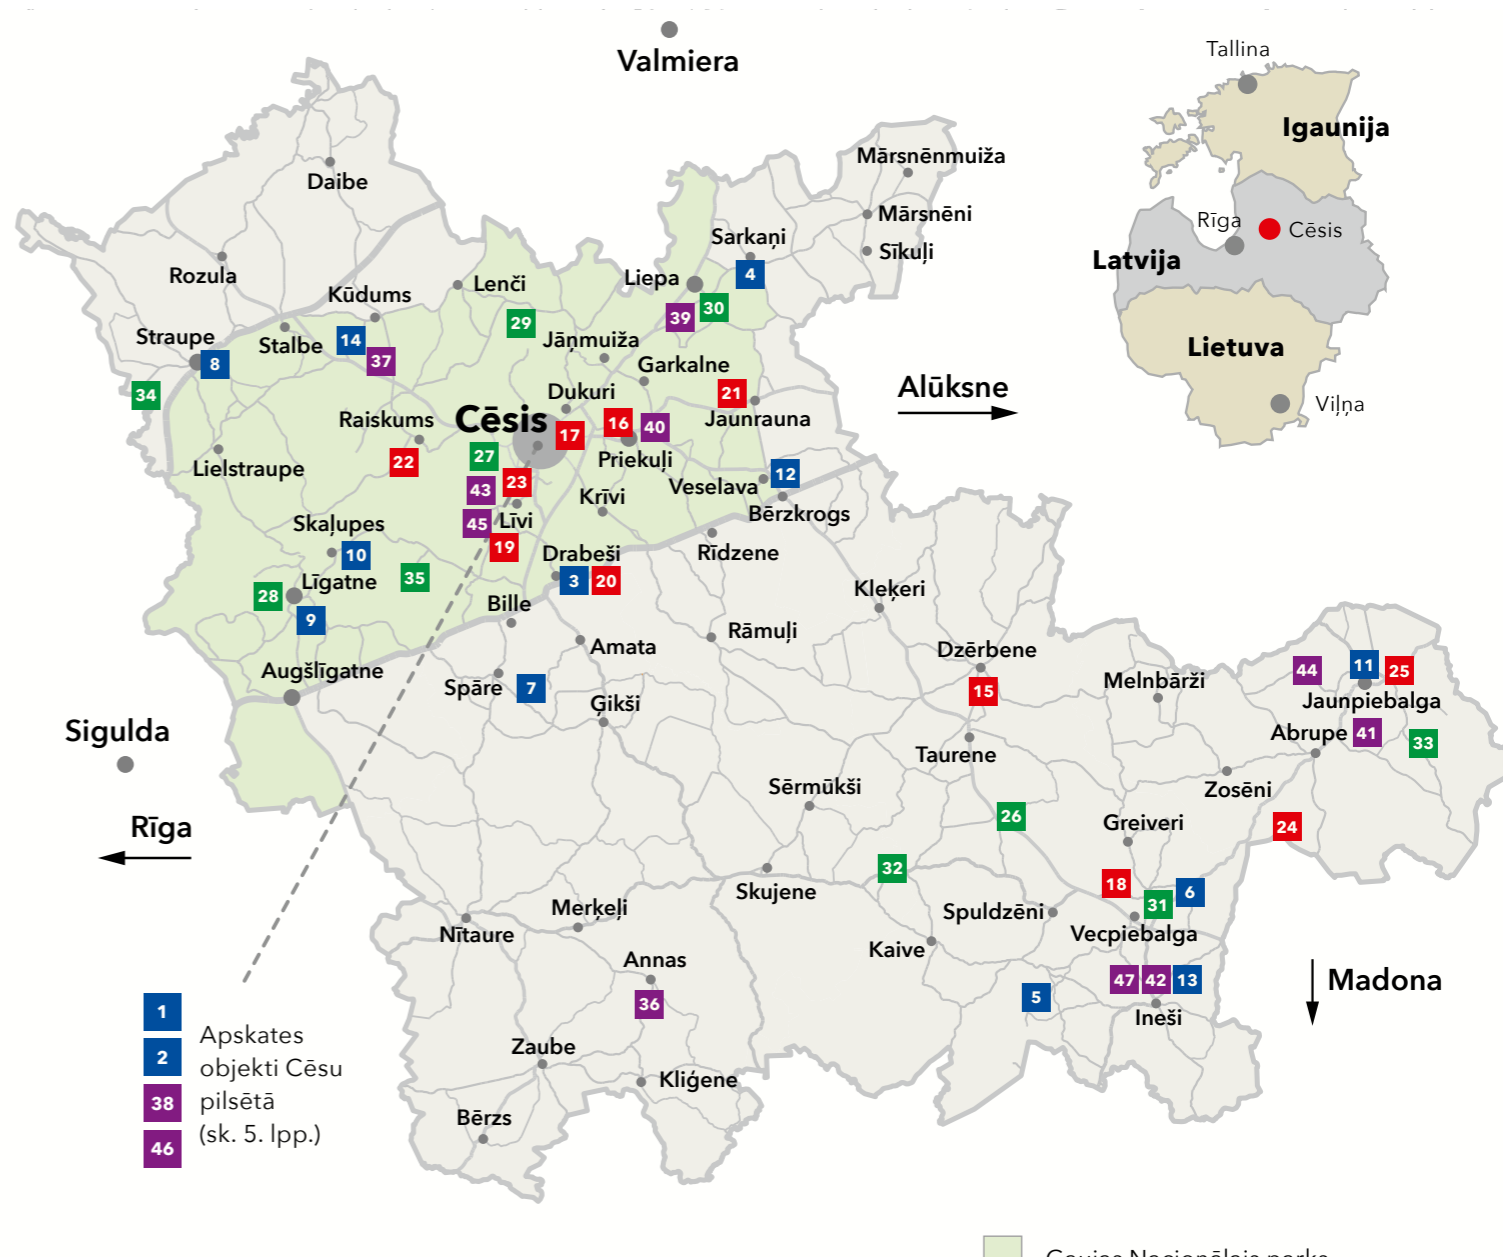 Valmiera
Tallina
Igaunija
Mārsnēnmuiža
Daibe
Mārsnēni
Rīga
Cēsis
Sarkaņi
Sīkuļi
Latvija
Rozula
4
Liepa
Lenči
Kūdums
39
30
29
Straupe
Stalbe
14
Jāņmuiža
Lietuva
8
37
Garkalne
34
Dukuri
21
Alūksne
Viļņa
Raiskums
Cēsis
17
16
40
Jaunrauna
27
Priekuļi
Lielstraupe
22
43
23
Krīvi
Veselava
12
Skaļupes
45
Līvi
Bērzkrogs
10
19
Drabeši
Rīdzene
Līgatne
35
3
20
28
9
Bille
Klekeri
Amata
Rāmuļi
Augšlīgatne
Dzērbene
44
11
25
Spāre
7
15
Melnbārži
Jaunpiebalga
Ģikši
Sigulda
Abrupe
41
33
Taurene
Zosēni
Sērmūkši
Rīga
26
Greiveri
24
32
Skujene
18
31
6
Merķeļi
Spuldzēni
Nītaure
Vecpiebalga
Kaive
Annas
47
42
13
Madona
36
5
Ineši
1
2
38
46
Apskates
objekti Cēsu
pilsētā
(sk. 5. lpp.)
Zaube
Kliģene
Bērzs